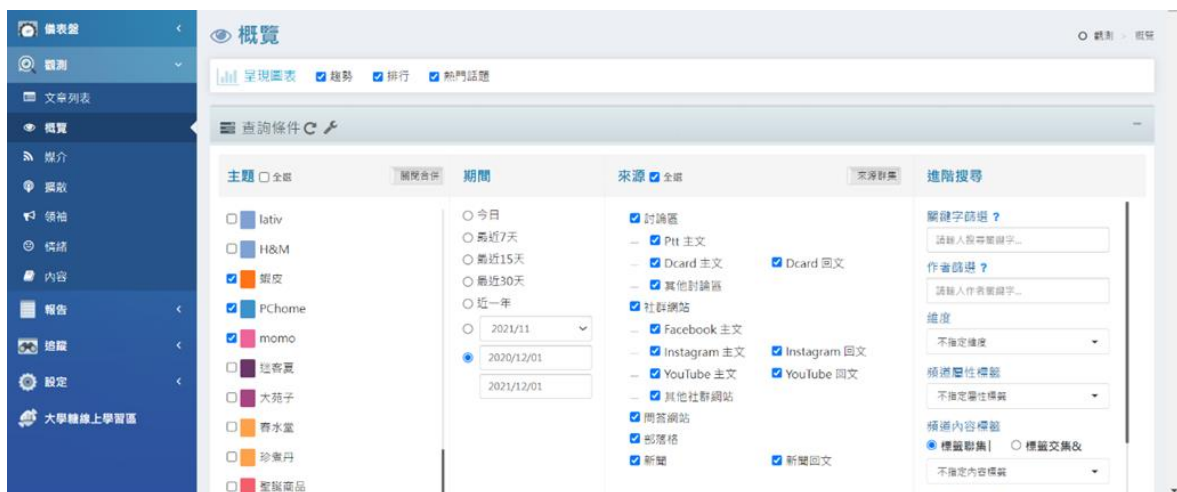 儀表盤
觀測
文章列表
概覽
媒介
擴散
領袖
情緒
內容
報告
追蹤
設定
大學糖線上學習區
概覽
觀測 > 概覽
呈現圖表 趨勢 排行 熱門話題
查詢條件
主題 全選 關閉合併
lativ
H&M
蝦皮
PChome
momo
迷客夏
大苑子
春水堂
珍煮丹
聖誕商品
期間
今日
最近7天
最近15天
最近30天
近一年
2021/11
2020/12/01
2021/12/01
來源 全選 來源群集
討論區
Ptt 主文
Dcard 主文 Dcard 回文
其他討論區
社群網站
Facebook 主文
Instagram 主文 Instagram 回文
YouTube 主文 YouTube 回文
其他社群網站
問答網站
部落格
新聞 新聞回文
進階搜尋
關鍵字篩選 ?
請輸入搜尋關鍵字...
作者篩選 ?
請輸入作者關鍵字...
維度
不指定維度
頻道屬性標籤
不指定屬性標籤
頻道內容標籤
標籤聯集| 標籤交集&
不指定內容標籤